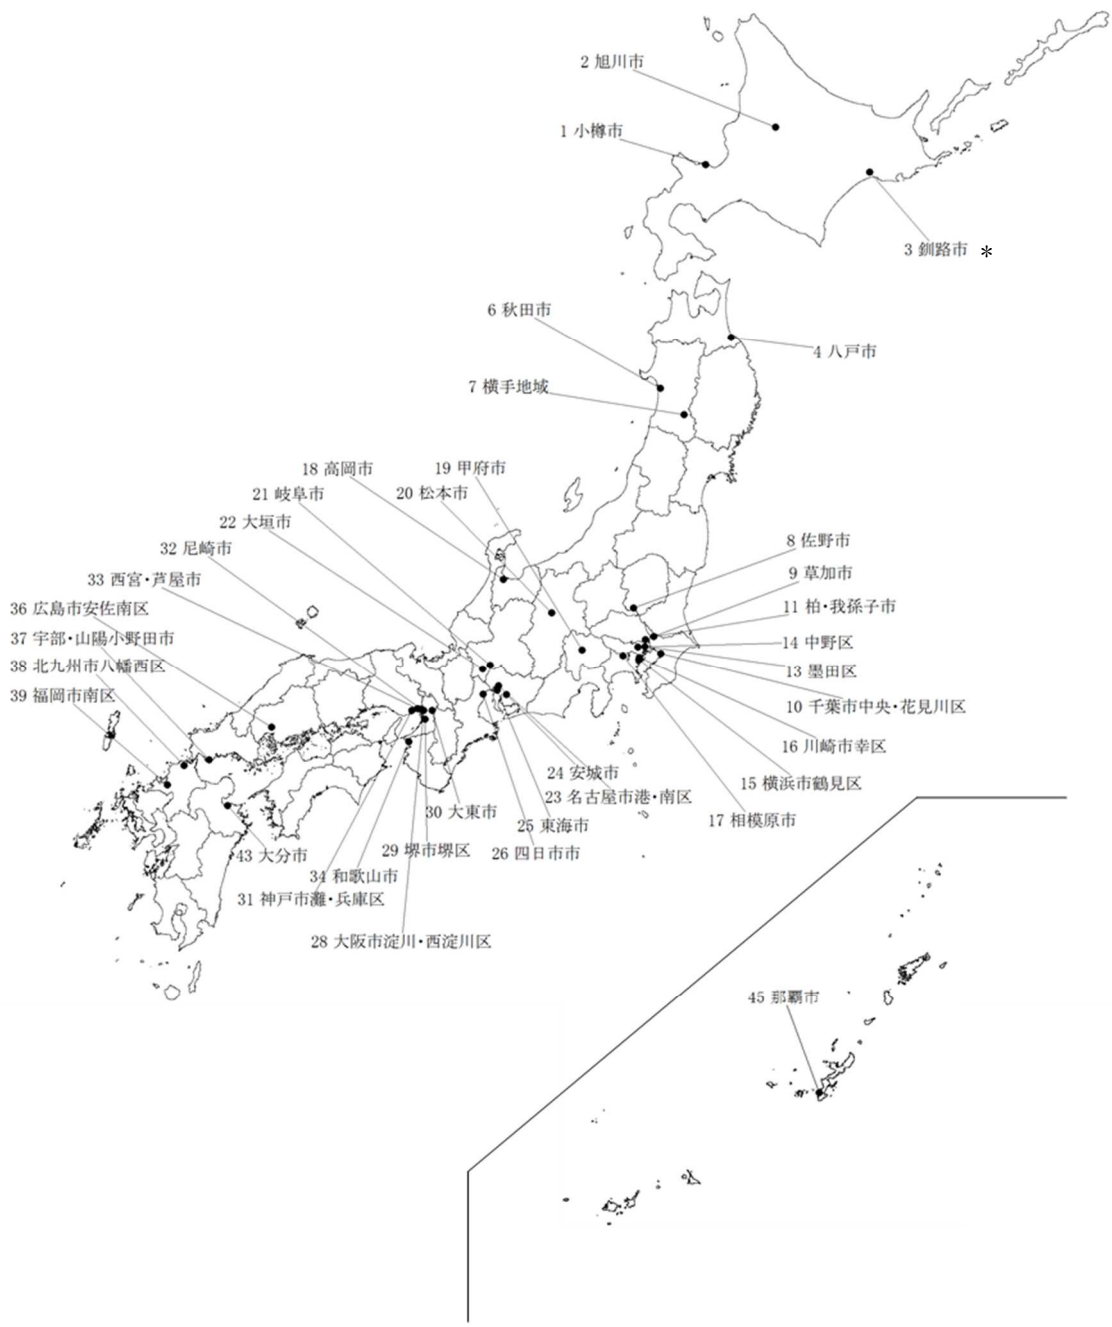 2 旭川市
1 小樽市
3 釧路市 *
6 秋田市
4 八戸市
7 横手地域
18 高岡市
19 甲府市
20 松本市
21 岐阜市
22 大垣市
32 尼崎市
33 西宮・芦屋市
36 広島市安佐南区
37 宇部・山陽小野田市
38 北九州市八幡西区
39 福岡市南区
8 佐野市
9 草加市
11 柏・我孫子市
14 中野区
13 墨田区
10 千葉市中央・花見川区
16 川崎市幸区
15 横浜市鶴見区
17 相模原市
24 安城市
23 名古屋市港・南区
25 東海市
26 四日市市
30 大東市
29 堺市堺区
43 大分市
34 和歌山市
31 神戸市灘・兵庫区
28 大阪市淀川・西淀川区
45 那覇市